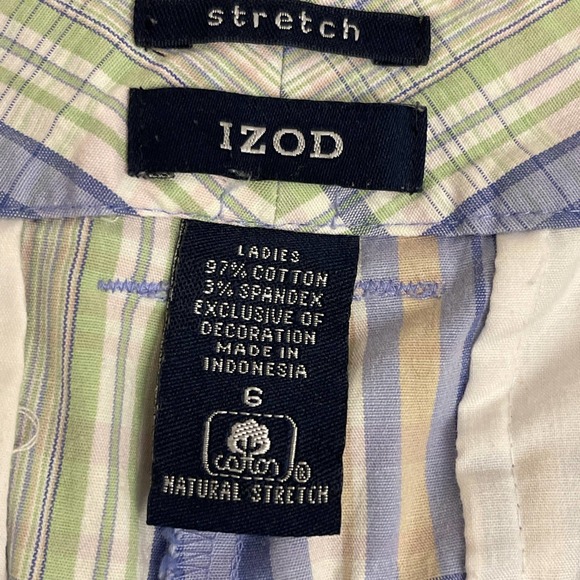 stretch
IZOD
LADIES
97% COTTON
3% SPANDEX
EXCLUSIVE OF
DECORATION
MADE IN
INDONESIA
6
cotton®
NATURAL STRETCH